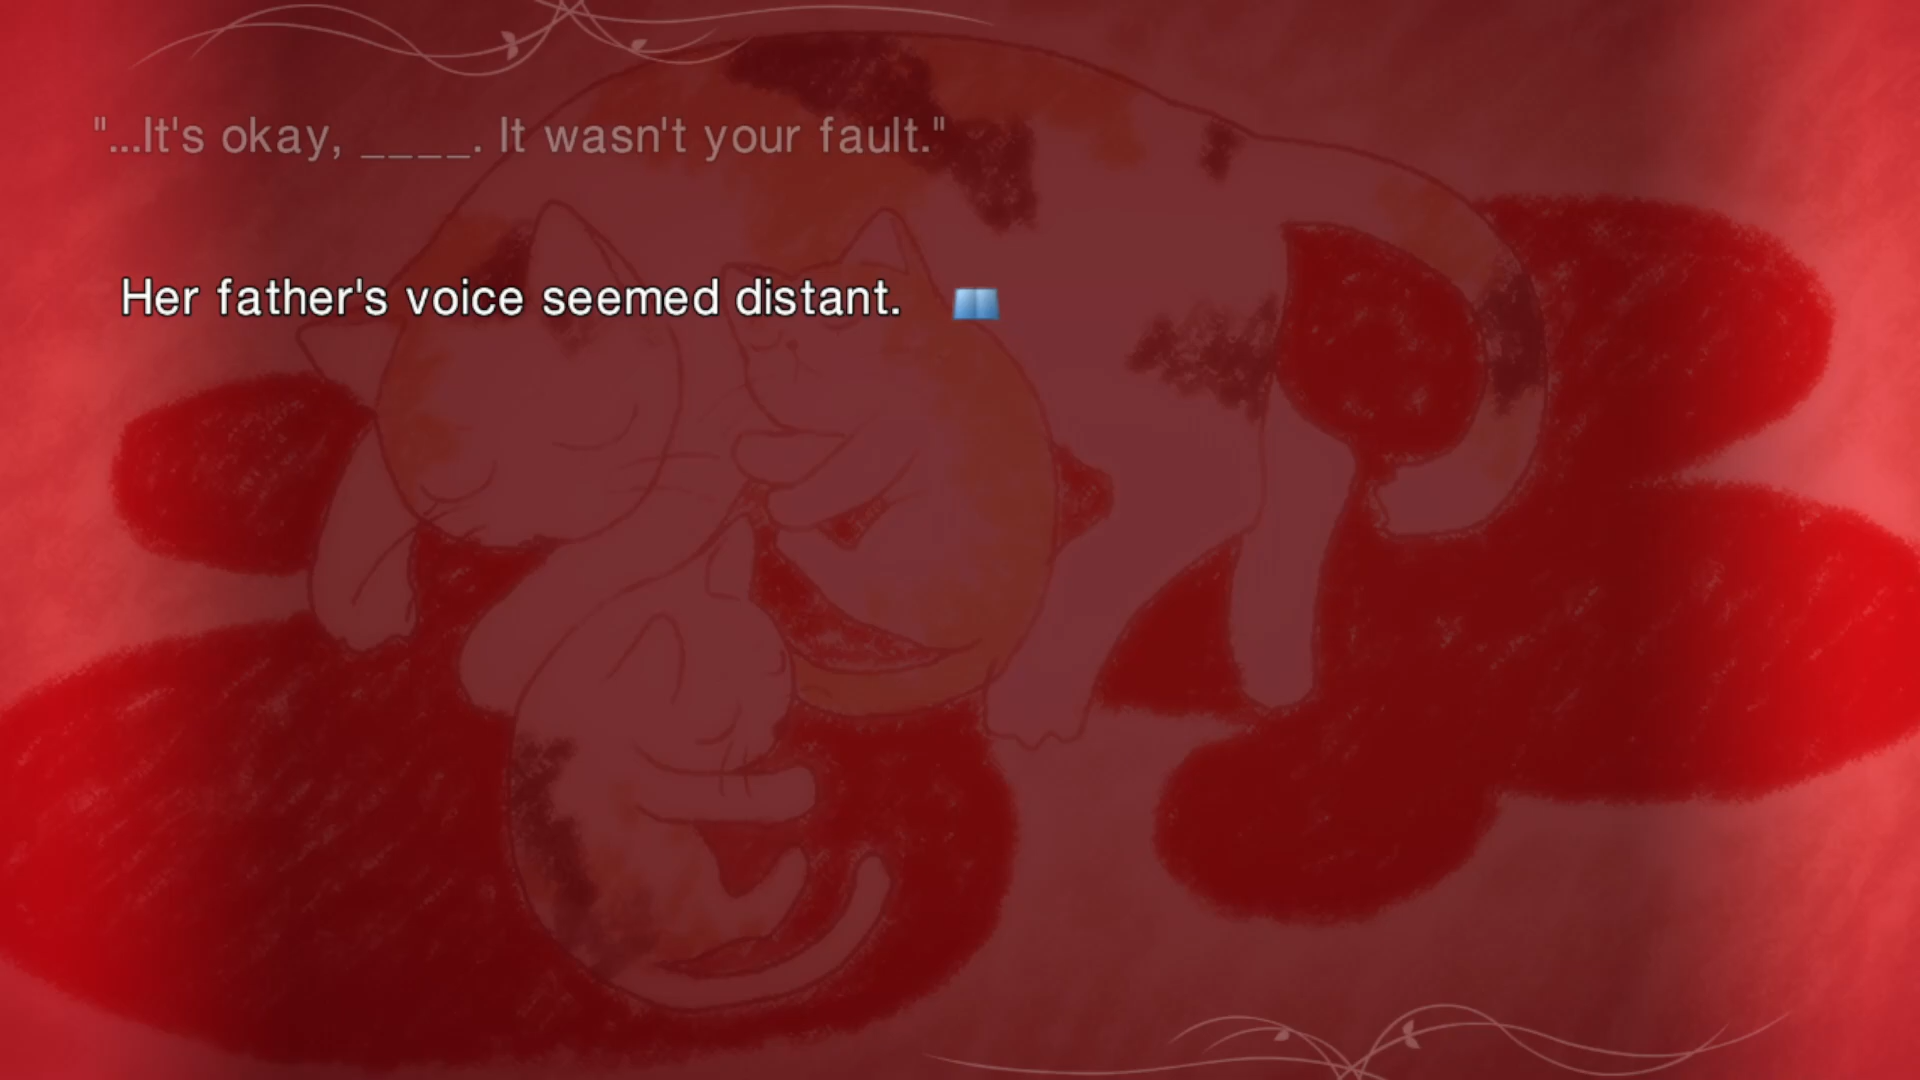 "...It's okay, ____. It wasn't your fault."
Her father's voice seemed distant.